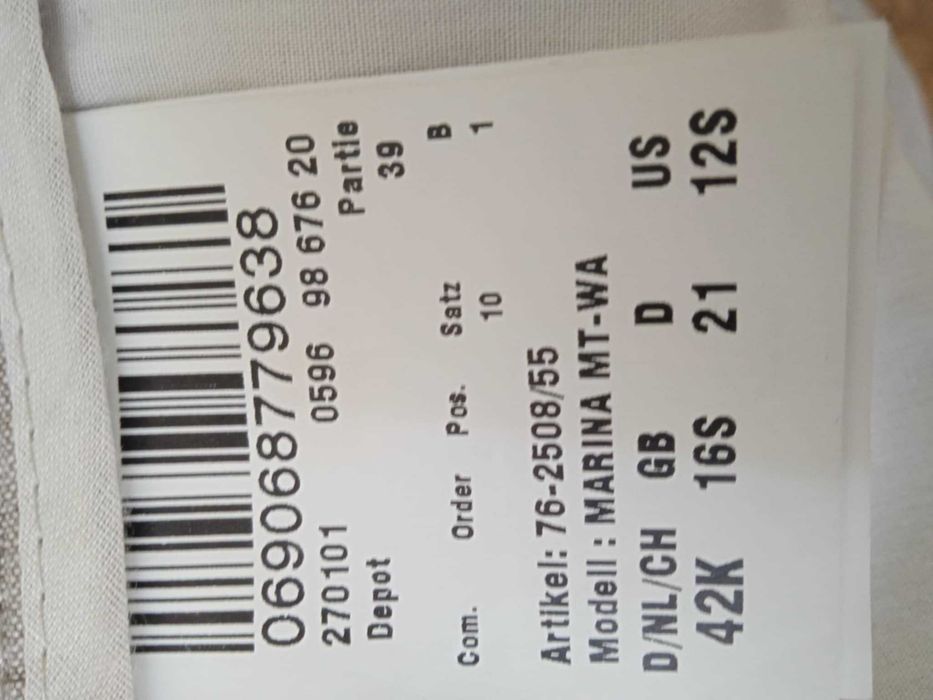 0690687779638
270101 0596 98 676 20
Depot Partie
39
Com. Order Pos. Satz B
10 1
Artikel: 76-2508/55
Modell : MARINA MT-WA
D/NL/CH GB D US
42K 16S 21 12S